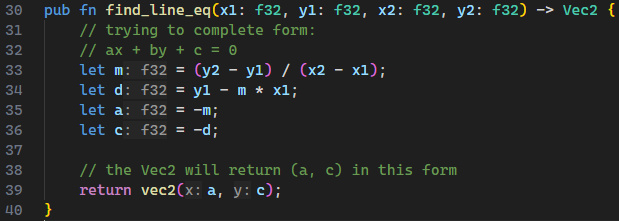 30 pub fn find_line_eq(x1: f32, y1: f32, x2: f32, y2: f32) -> Vec2 {
31     // trying to complete form:
32     // ax + by + c = 0
33     let m: f32 = (y2 - y1) / (x2 - x1);
34     let d: f32 = y1 - m * x1;
35     let a: f32 = -m;
36     let c: f32 = -d;
37
38     // the Vec2 will return (a, c) in this form
39     return vec2(x: a, y: c);
40 }